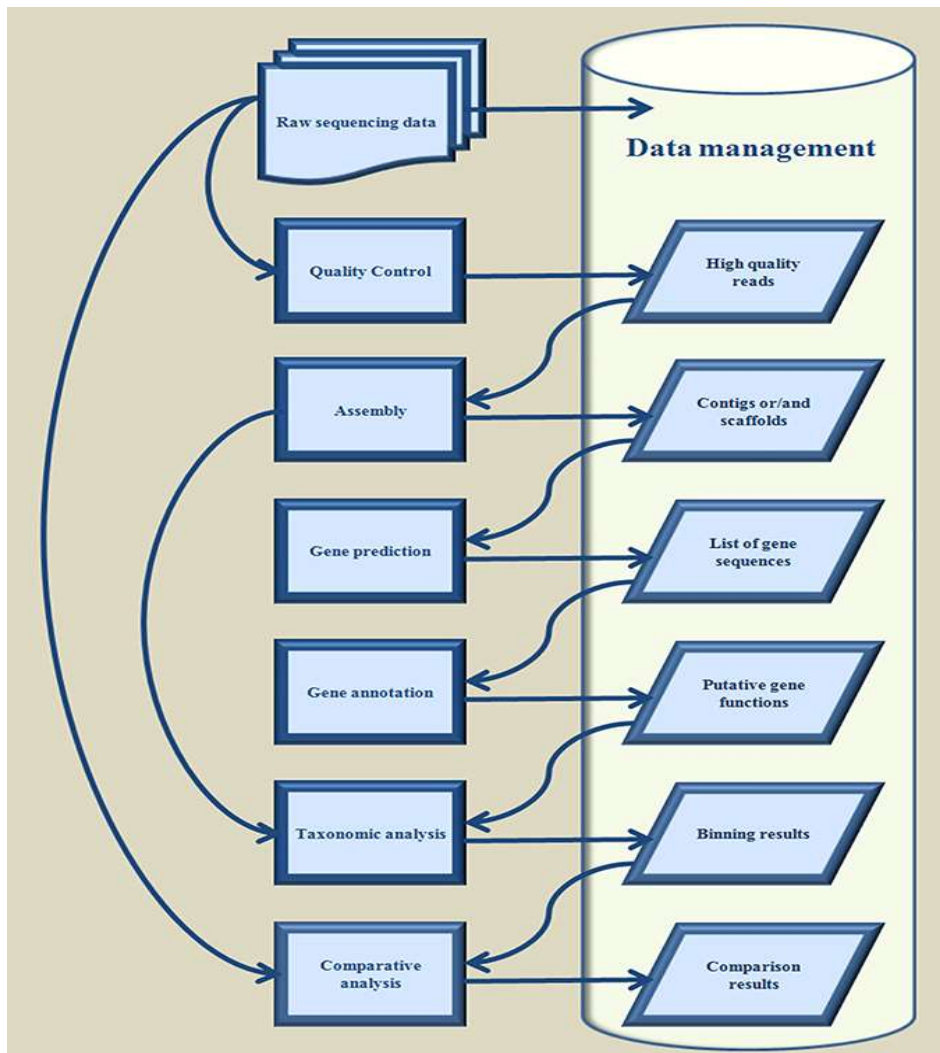 Raw sequencing data
Data management
Quality Control
High quality
reads
Assembly
Contigs or/and
scaffolds
Gene prediction
List of gene
sequences
Gene annotation
Putative gene
functions
Taxonomic analysis
Binning results
Comparative
analysis
Comparison
results